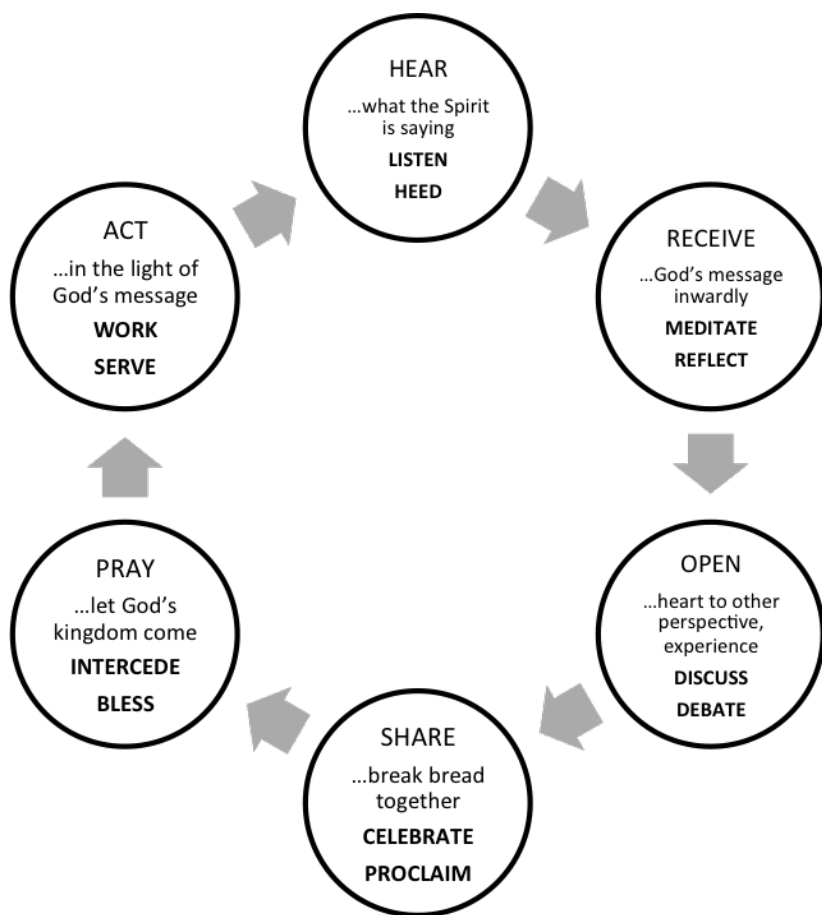 HEAR
...what the Spirit
is saying
LISTEN
HEED
RECEIVE
...God’s message
inwardly
MEDITATE
REFLECT
OPEN
...heart to other
perspective,
experience
DISCUSS
DEBATE
SHARE
...break bread
together
CELEBRATE
PROCLAIM
PRAY
...let God’s
kingdom come
INTERCEDE
BLESS
ACT
...in the light of
God’s message
WORK
SERVE